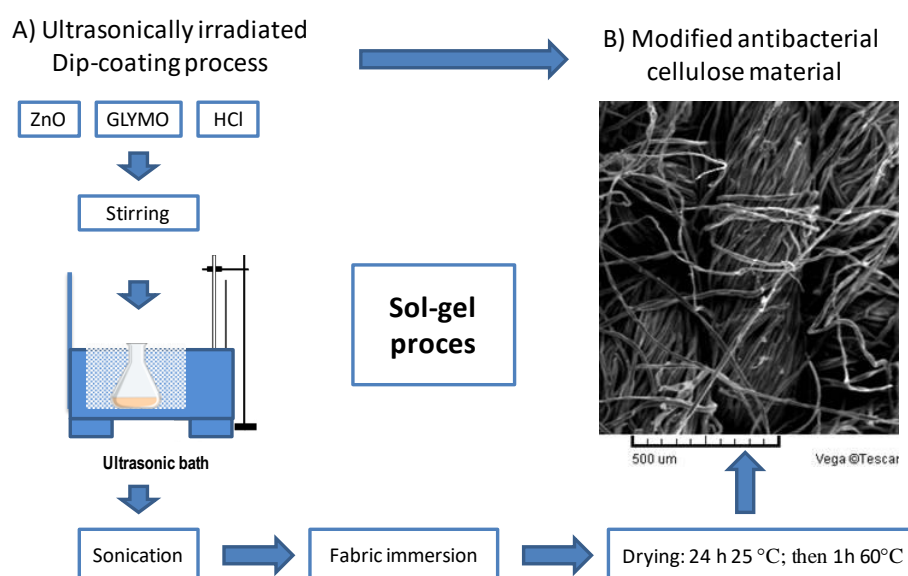 A) Ultrasonically irradiated
Dip-coating process
B) Modified antibacterial
cellulose material
ZnO
GLYMO
HCl
Stirring
Sol-gel
proces
Ultrasonic bath
500 um
Vega ©Tescan
Sonication
Fabric immersion
Drying: 24 h 25 °C; then 1h 60°C